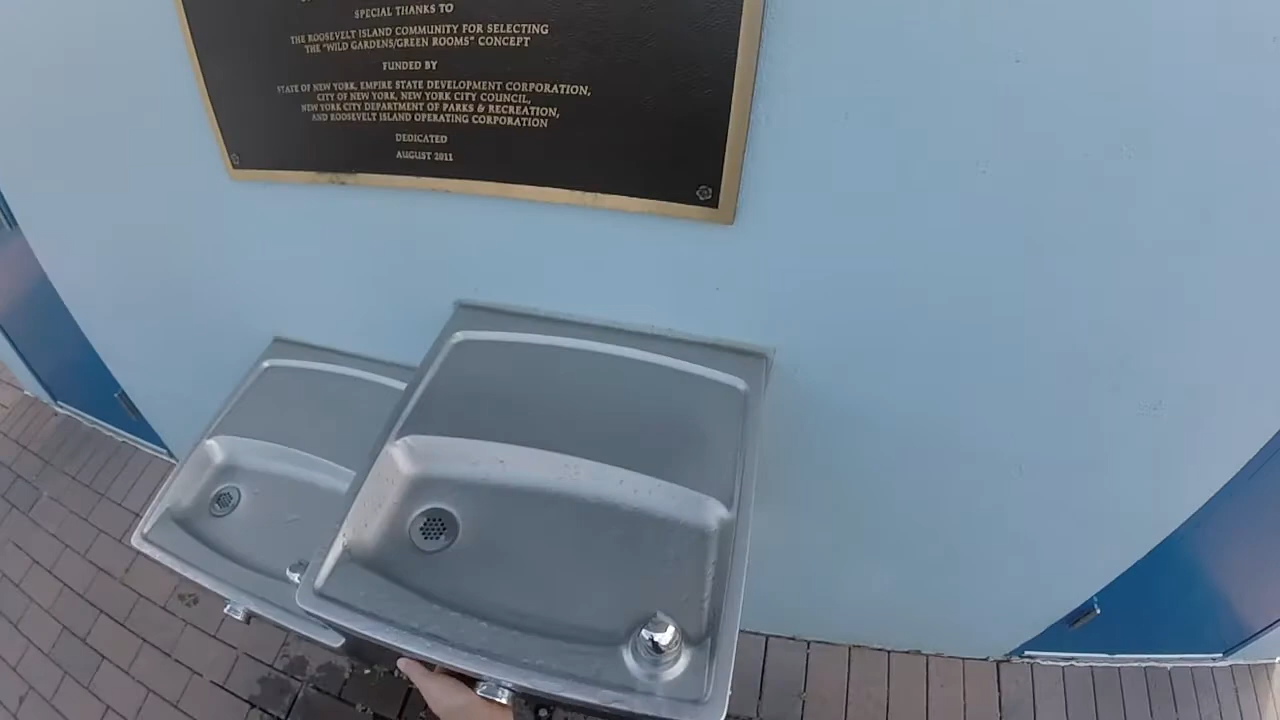 SPECIAL THANKS TO
THE ROOSEVELT ISLAND COMMUNITY FOR SELECTING
THE "WILD GARDENS/GREEN ROOMS" CONCEPT
FUNDED BY
STATE OF NEW YORK, EMPIRE STATE DEVELOPMENT CORPORATION,
CITY OF NEW YORK, NEW YORK CITY COUNCIL,
NEW YORK CITY DEPARTMENT OF PARKS & RECREATION,
AND ROOSEVELT ISLAND OPERATING CORPORATION
DEDICATED
AUGUST 2011